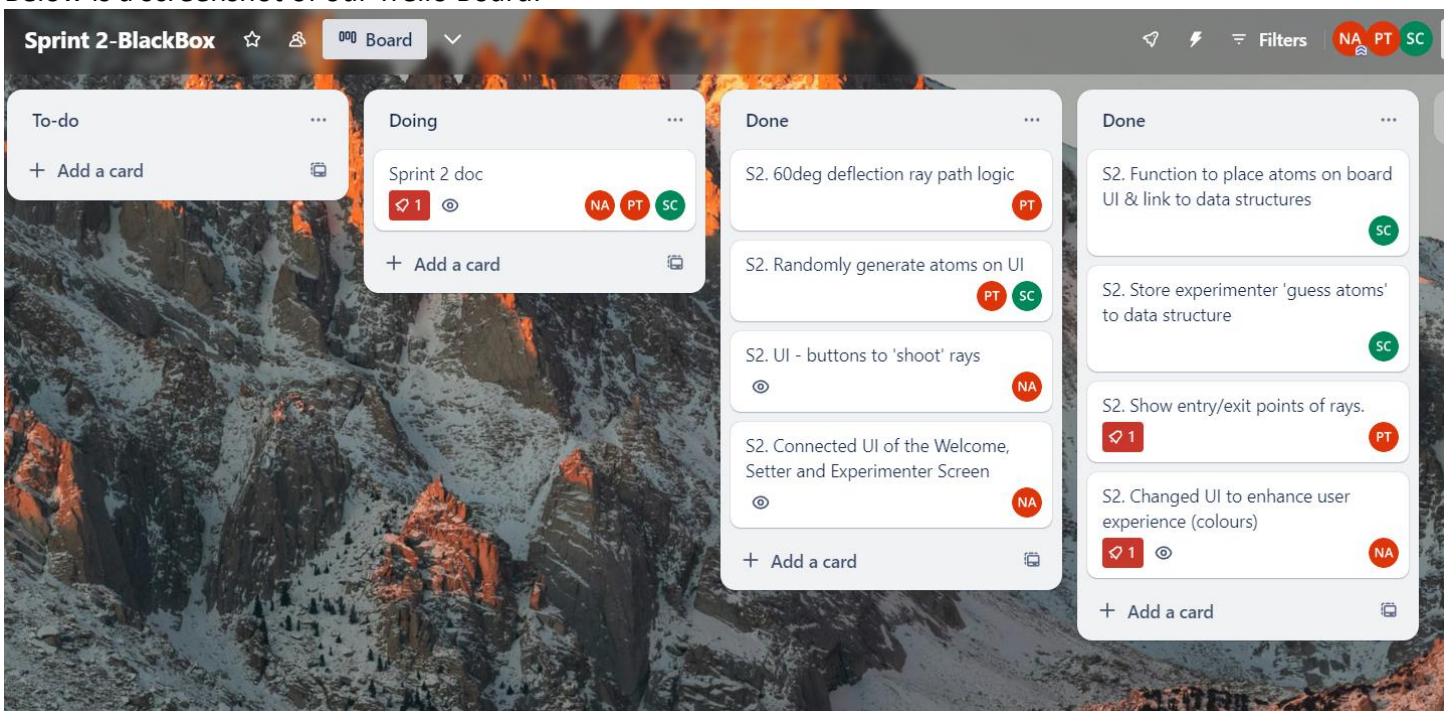 Sprint 2-BlackBox
Board
Filters
NA PT SC
To-do
+ Add a card
Doing
Sprint 2 doc
1
NA PT SC
+ Add a card
Done
S2. 60deg deflection ray path logic
PT
S2. Randomly generate atoms on UI
PT SC
S2. UI - buttons to 'shoot' rays
NA
S2. Connected UI of the Welcome,
Setter and Experimenter Screen
NA
+ Add a card
Done
S2. Function to place atoms on board
UI & link to data structures
SC
S2. Store experimenter 'guess atoms'
to data structure
SC
S2. Show entry/exit points of rays.
1
PT
S2. Changed UI to enhance user
experience (colours)
1
NA
+ Add a card